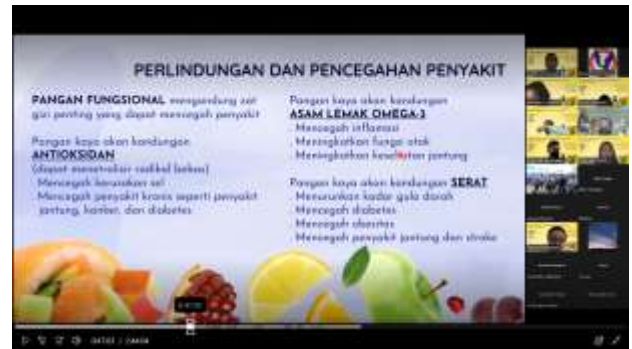 PERLINDUNGAN DAN PENCEGAHAN PENYAKIT
PANGAN FUNGSIONAL mengandung zat
gizi penting yang dapat mencegah penyakit
Pangan kaya akan kandungan
ANTIOKSIDAN
(dapat menetralisir radikal bebas)
. Mencegah kerusakan sel
. Mencegah penyakit kronis seperti penyakit
jantung, kanker, dan diabetes
Pangan kaya akan kandungan
ASAM LEMAK OMEGA-3
. Mencegah inflamasi
. Meningkatkan fungsi otak
. Meningkatkan kesehatan jantung
Pangan kaya akan kandungan SERAT
. Menurunkan kadar gula darah
. Mencegah diabetes
. Mencegah obesitas
. Mencegah penyakit jantung dan stroke